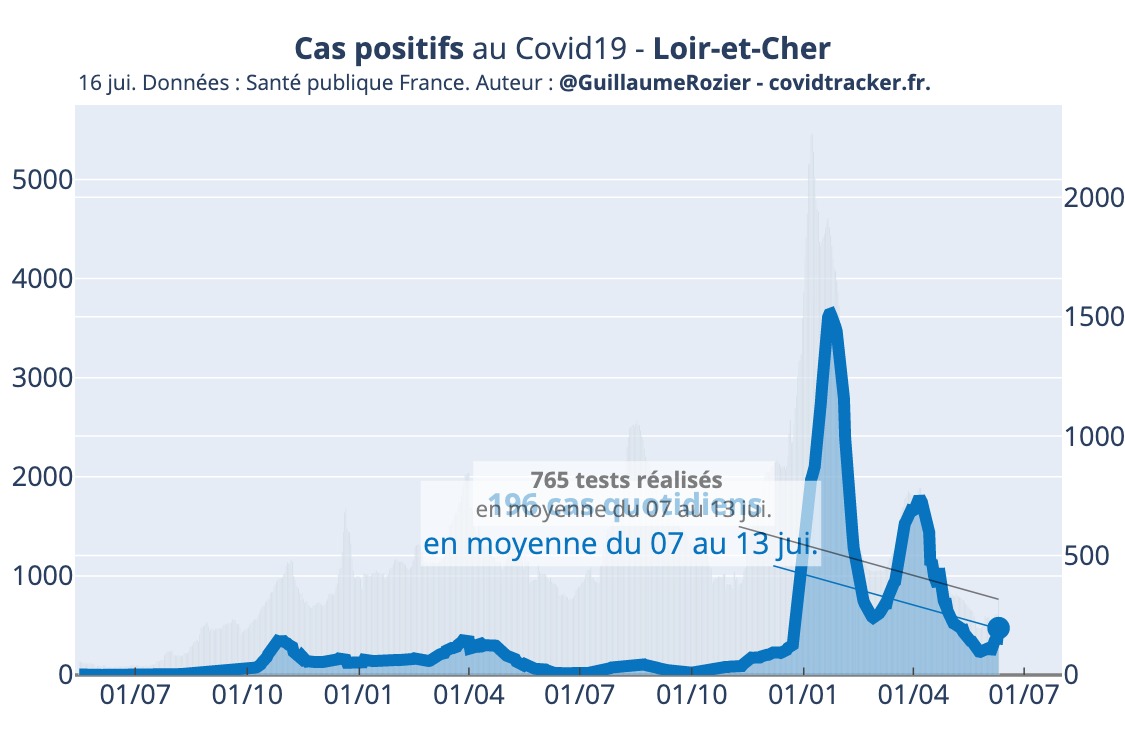 Cas positifs au Covid19 - Loir-et-Cher
16 jui. Données : Santé publique France. Auteur : @GuillaumeRozier - covidtracker.fr.
5000
4000
3000
2000
1000
0
2000
1500
1000
500
0
765 tests réalisés
en moyenne du 07 au 13 jui.
196 cas quotidiens
en moyenne du 07 au 13 jui.
01/07 01/10 01/01 01/04 01/07 01/10 01/01 01/04 01/07